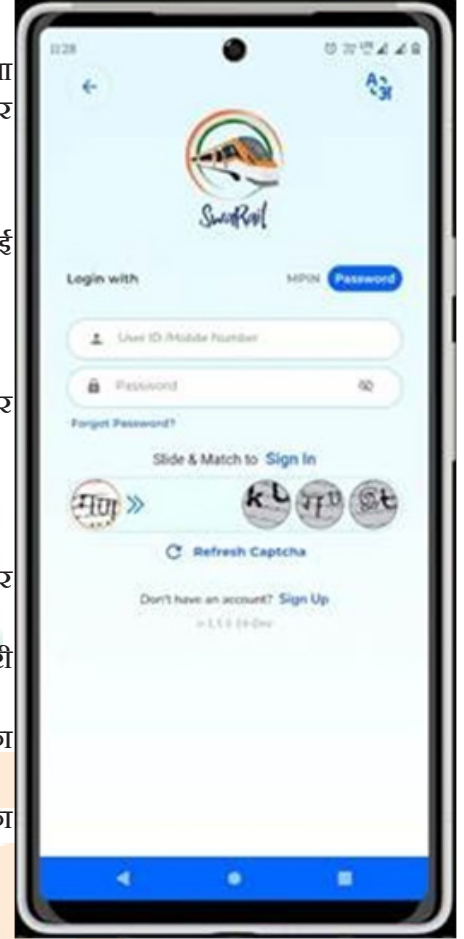 ा
र
ई
र
र
ी
ा
ा
11:28
A
अ
SwaRail
Login with
MPIN Password
User ID /Mobile Number
Password
Forgot Password?
Slide & Match to Sign In
गण »
Refresh Captcha
Don't have an account? Sign Up